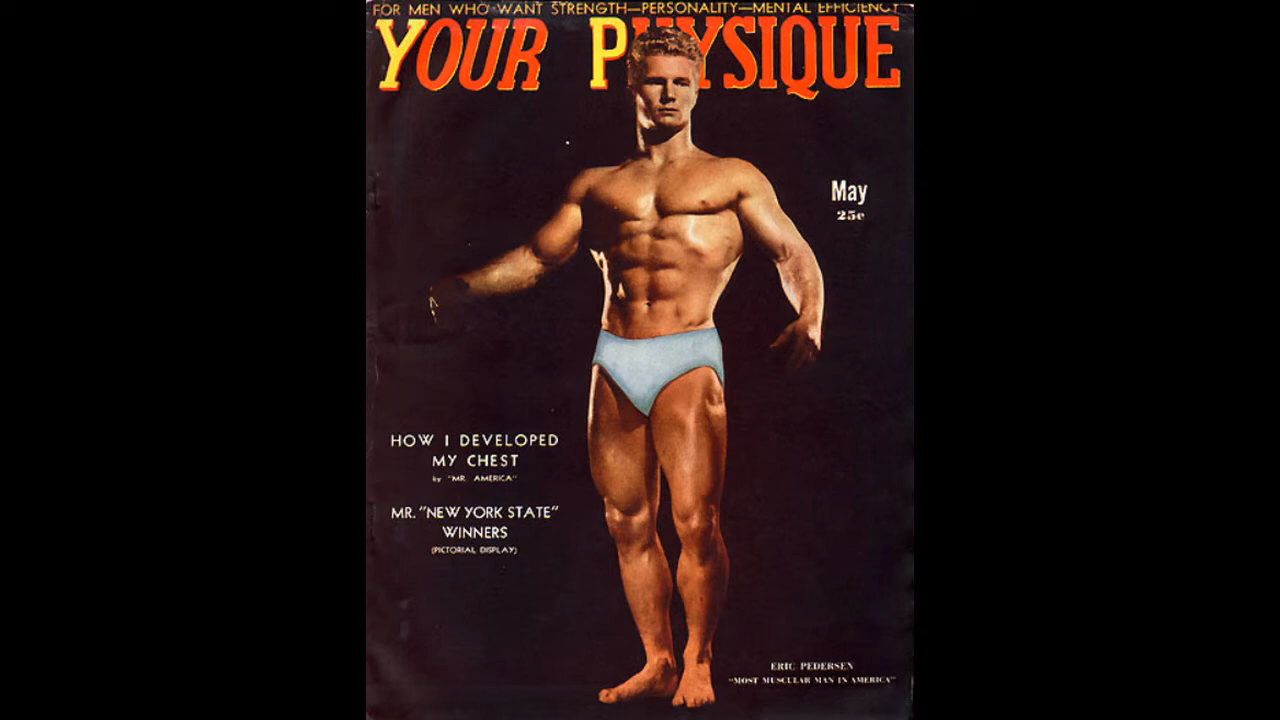 FOR MEN WHO WANT STRENGTH—PERSONALITY—MENTAL EFFICIENCY
YOUR PHYSIQUE
May
25c
HOW I DEVELOPED
MY CHEST
by "MR. AMERICA"
MR. "NEW YORK STATE"
WINNERS
(PICTORIAL DISPLAY)
ERIC PEDERSEN
"MOST MUSCULAR MAN IN AMERICA"